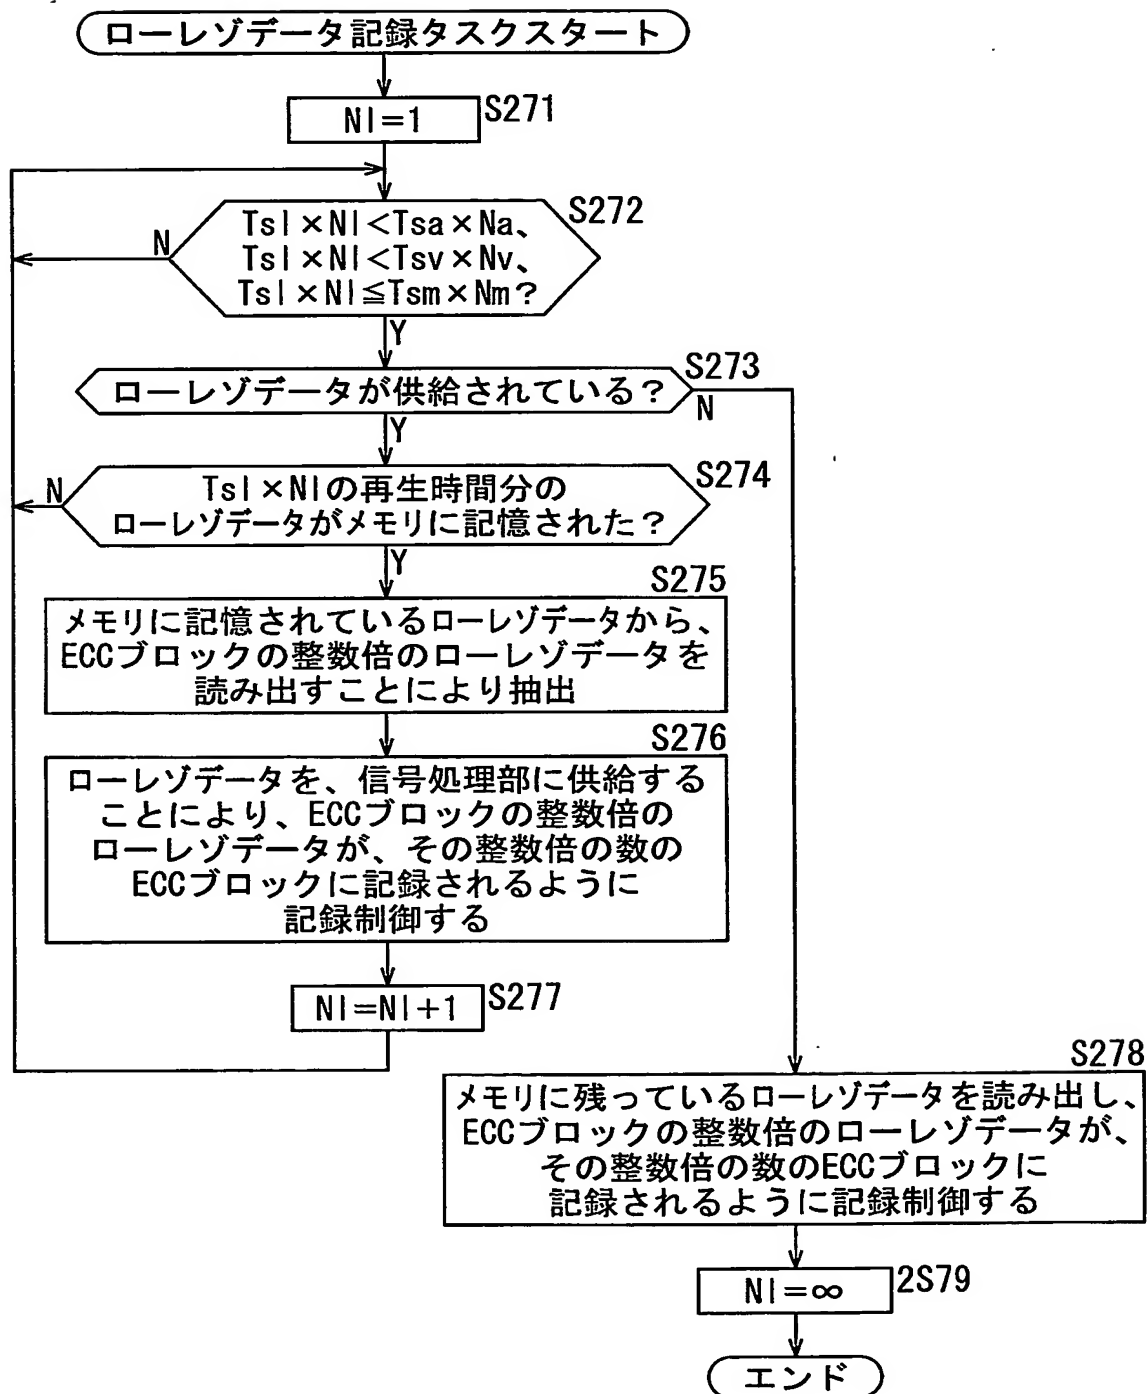 ローレゾデータ記録タスクスタート
Nl=1
S271
Tsl×Nl<Tsa×Na、
Tsl×Nl<Tsv×Nv、
Tsl×Nl≦Tsm×Nm?
S272
N
Y
ローレゾデータが供給されている?
S273
N
Y
Tsl×Nlの再生時間分の
ローレゾデータがメモリに記憶された?
S274
N
Y
S275
メモリに記憶されているローレゾデータから、
ECCブロックの整数倍のローレゾデータを
読み出すことにより抽出
S276
ローレゾデータを、信号処理部に供給する
ことにより、ECCブロックの整数倍の
ローレゾデータが、その整数倍の数の
ECCブロックに記録されるように
記録制御する
Nl=Nl+1
S277
S278
メモリに残っているローレゾデータを読み出し、
ECCブロックの整数倍のローレゾデータが、
その整数倍の数のECCブロックに
記録されるように記録制御する
Nl=∞
2S79
エンド